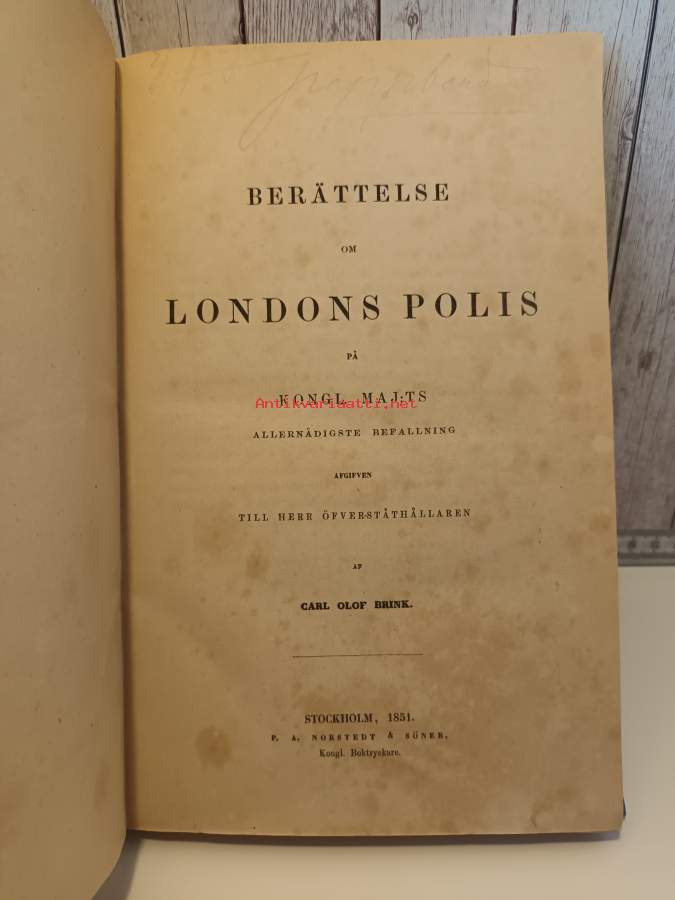 BERÄTTELSE
OM
LONDONS POLIS
PÅ
KONGL. MAJ:TS
Antikvariaatti.net
ALLERNÅDIGSTE BEFALLNING
AFGIFVEN
TILL HERR ÖFVER-STÅTHÅLLAREN
AF
CARL OLOF BRINK.
STOCKHOLM, 1851.
P. A. NORSTEDT & SÖNER,
Kongl. Boktryckare.